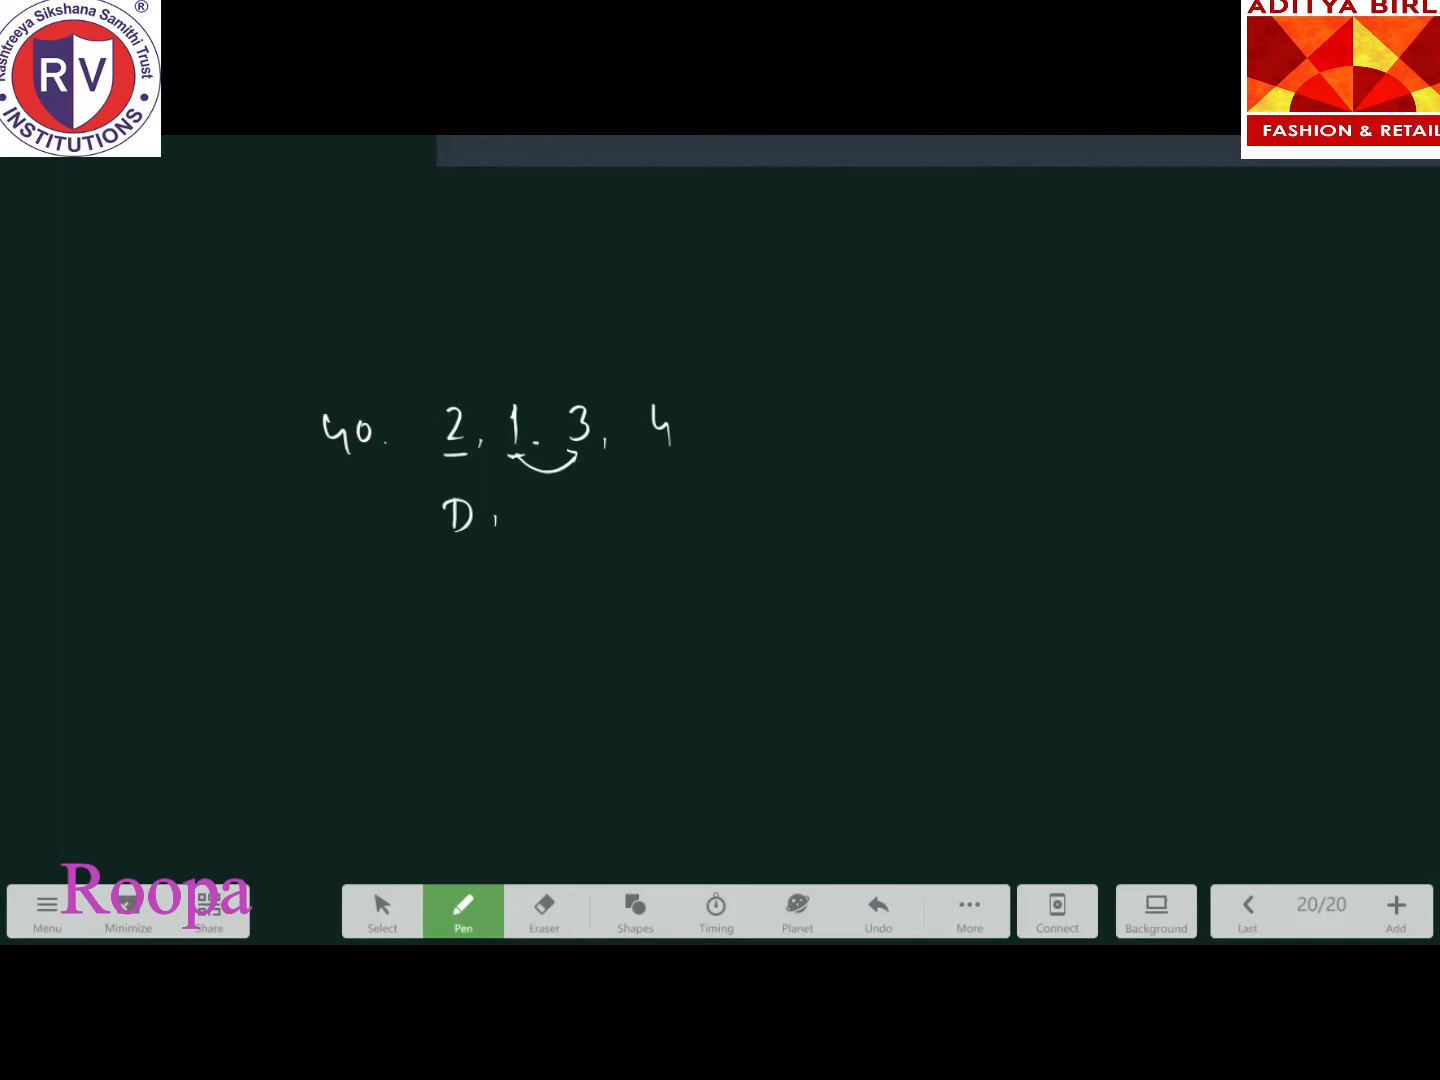 Rashtreeya Sikshana Samithi Trust
®
RV
• INSTITUTIONS •
ADITYA BIRL
FASHION & RETAIL
40. 2, 1. 3, 4
D,
Roopa
Menu Minimize Share Select Pen Eraser Shapes Timing Planet Undo More Connect Background Last 20/20 Add